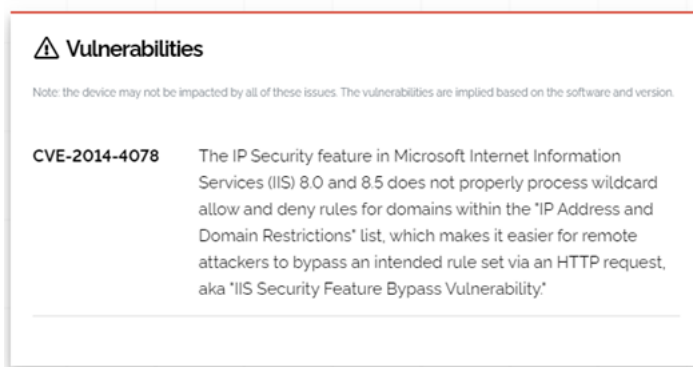 Vulnerabilities
Note: the device may not be impacted by all of these issues. The vulnerabilities are implied based on the software and version.
CVE-2014-4078 The IP Security feature in Microsoft Internet Information
Services (IIS) 8.0 and 8.5 does not properly process wildcard
allow and deny rules for domains within the "IP Address and
Domain Restrictions" list, which makes it easier for remote
attackers to bypass an intended rule set via an HTTP request,
aka "IIS Security Feature Bypass Vulnerability."